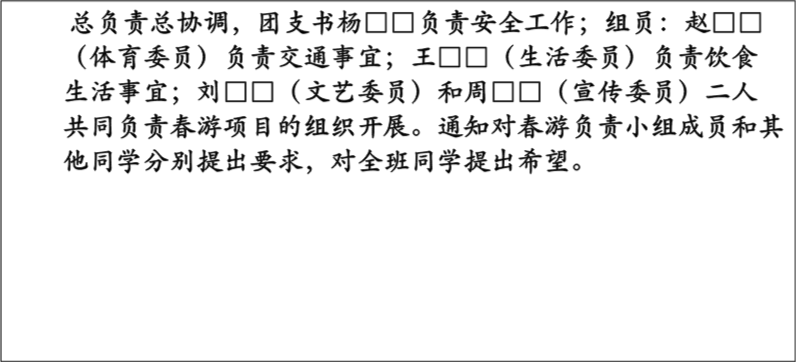 总负责总协调，团支书杨□□负责安全工作；组员：赵□□
（体育委员）负责交通事宜；王□□（生活委员）负责饮食
生活事宜；刘□□（文艺委员）和周□□（宣传委员）二人
共同负责春游项目的组织开展。通知对春游负责小组成员和其
他同学分别提出要求，对全班同学提出希望。